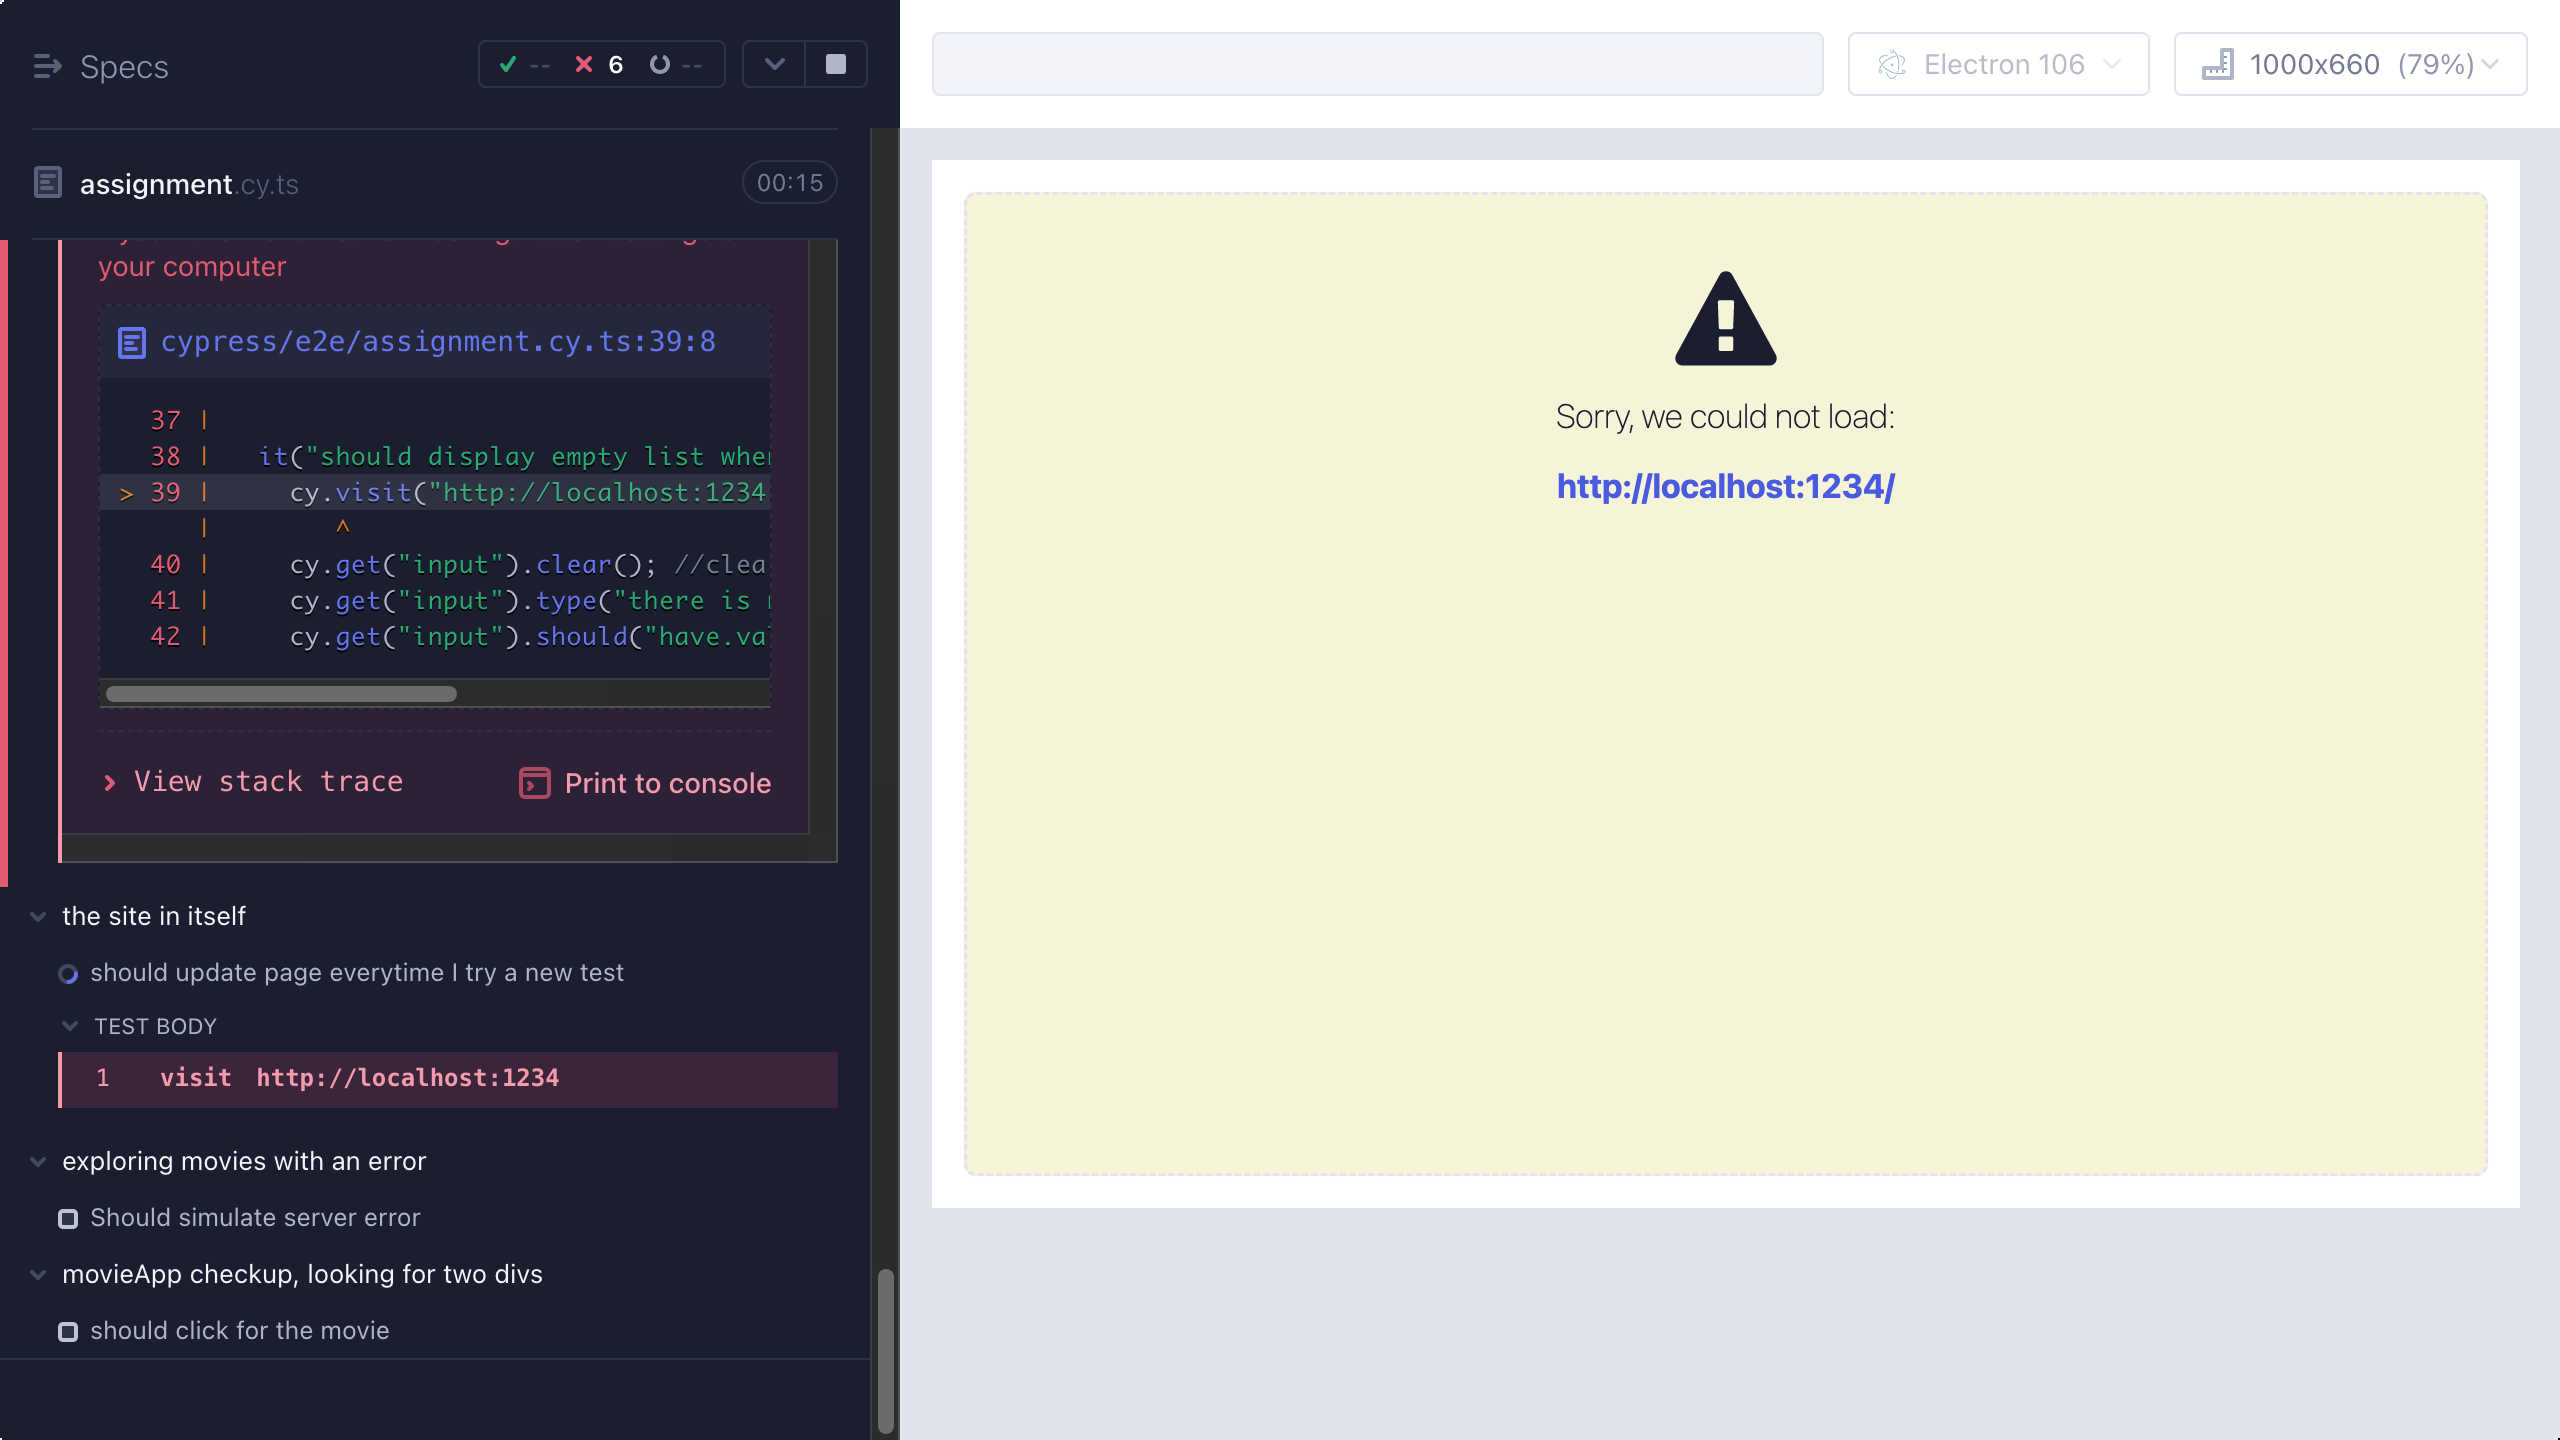 Specs
-- 6 --
assignment.cy.ts
00:15
your computer
cypress/e2e/assignment.cy.ts:39:8
37 |
38 | it("should display empty list when
> 39 | cy.visit("http://localhost:1234
| ^
40 | cy.get("input").clear(); //clea
41 | cy.get("input").type("there is
42 | cy.get("input").should("have.va
View stack trace
Print to console
the site in itself
should update page everytime I try a new test
TEST BODY
1 visit http://localhost:1234
exploring movies with an error
Should simulate server error
movieApp checkup, looking for two divs
should click for the movie
Electron 106
1000x660 (79%)
Sorry, we could not load:
http://localhost:1234/